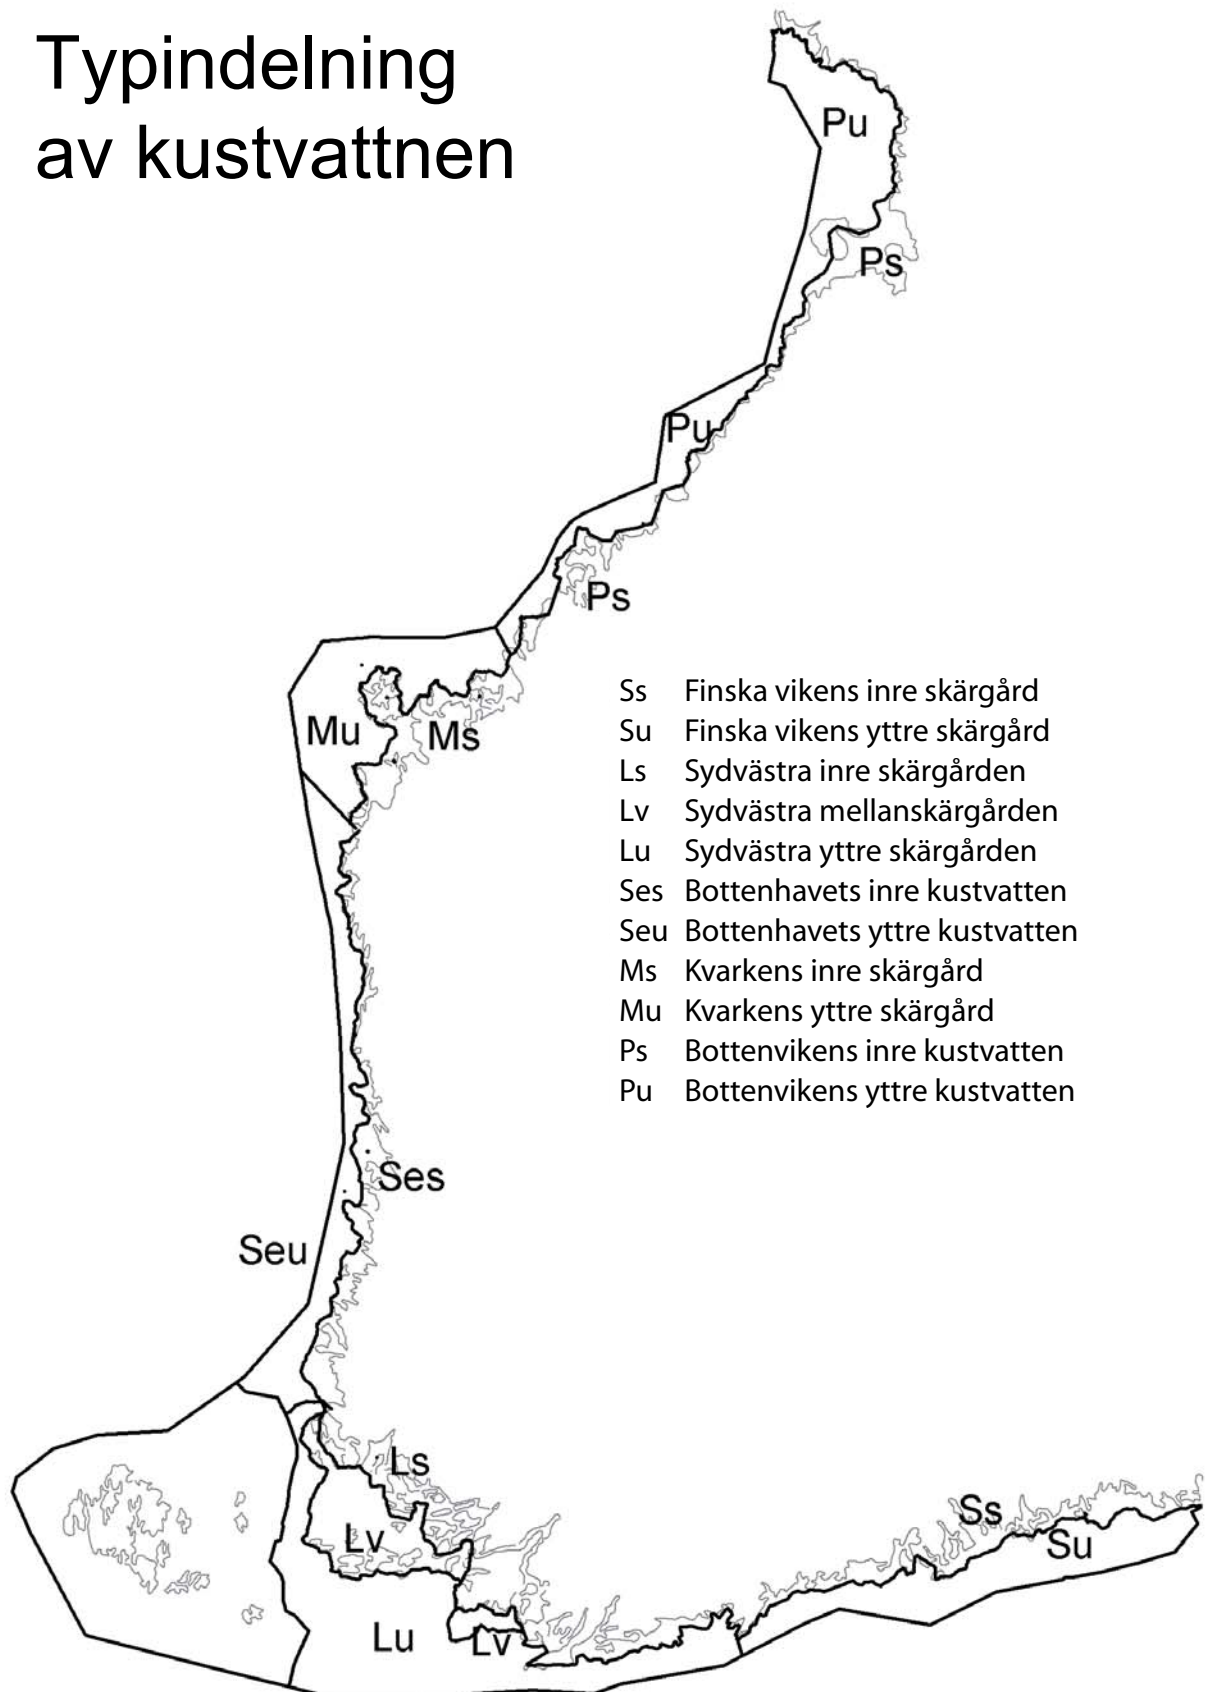 Typindelning
av kustvattnen
Pu
Ps
Pu
Ps
Mu
Ms
Ss Finska vikens inre skärgård
Su Finska vikens yttre skärgård
Ls Sydvästra inre skärgården
Lv Sydvästra mellanskärgården
Lu Sydvästra yttre skärgården
Ses Bottenhavets inre kustvatten
Seu Bottenhavets yttre kustvatten
Ms Kvarkens inre skärgård
Mu Kvarkens yttre skärgård
Ps Bottenvikens inre kustvatten
Pu Bottenvikens yttre kustvatten
Ses
Seu
Ls
Ss
Lv
Su
Lu
Lv